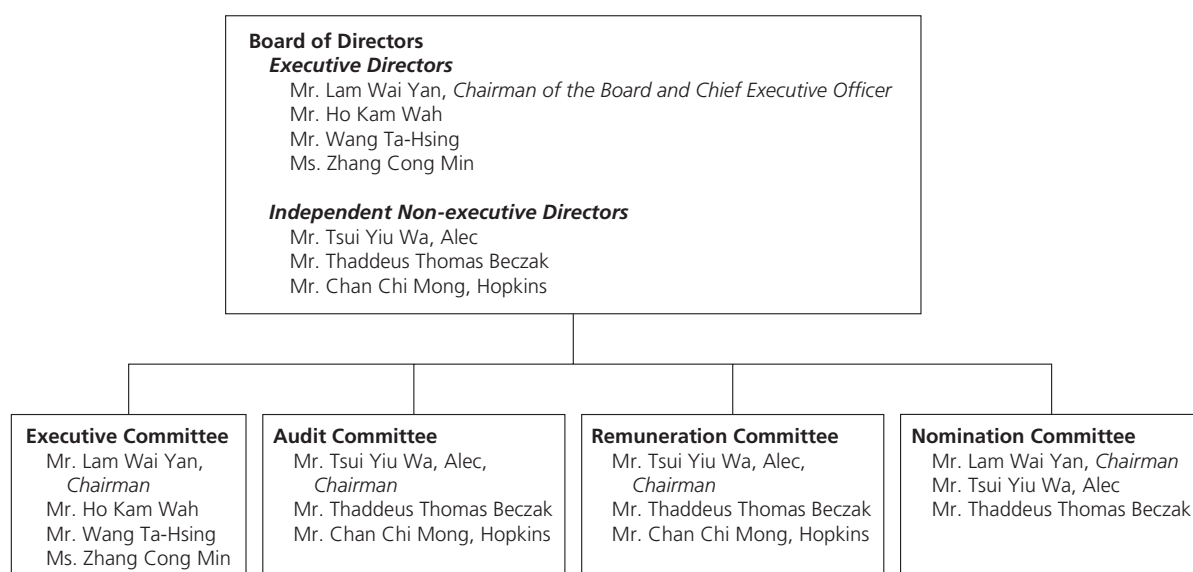 Board of Directors
Executive Directors
Mr. Lam Wai Yan, Chairman of the Board and Chief Executive Officer
Mr. Ho Kam Wah
Mr. Wang Ta-Hsing
Ms. Zhang Cong Min
Independent Non-executive Directors
Mr. Tsui Yiu Wa, Alec
Mr. Thaddeus Thomas Beczak
Mr. Chan Chi Mong, Hopkins
Executive Committee
Mr. Lam Wai Yan,
Chairman
Mr. Ho Kam Wah
Mr. Wang Ta-Hsing
Ms. Zhang Cong Min
Audit Committee
Mr. Tsui Yiu Wa, Alec,
Chairman
Mr. Thaddeus Thomas Beczak
Mr. Chan Chi Mong, Hopkins
Remuneration Committee
Mr. Tsui Yiu Wa, Alec,
Chairman
Mr. Thaddeus Thomas Beczak
Mr. Chan Chi Mong, Hopkins
Nomination Committee
Mr. Lam Wai Yan, Chairman
Mr. Tsui Yiu Wa, Alec
Mr. Thaddeus Thomas Beczak